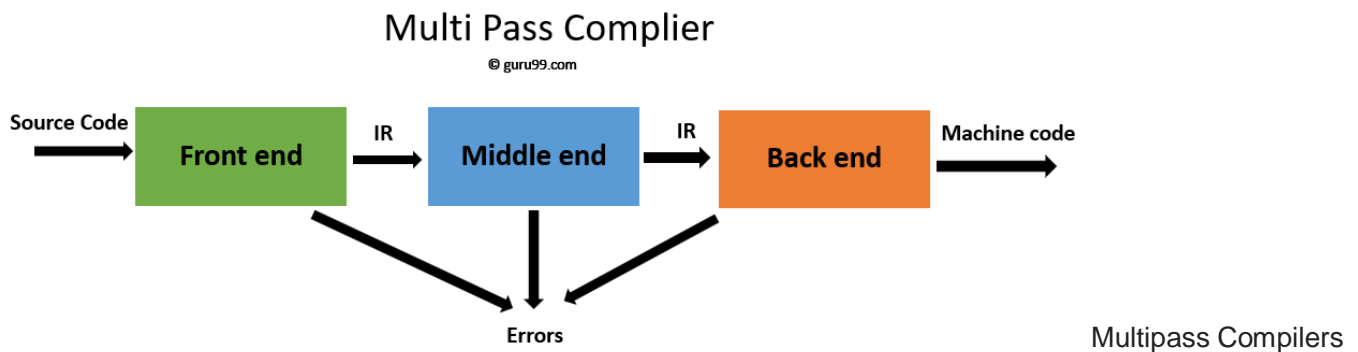 Multi Pass Complier
© guru99.com
Source Code
Front end
IR
Middle end
IR
Back end
Machine code
Errors
Multipass Compilers